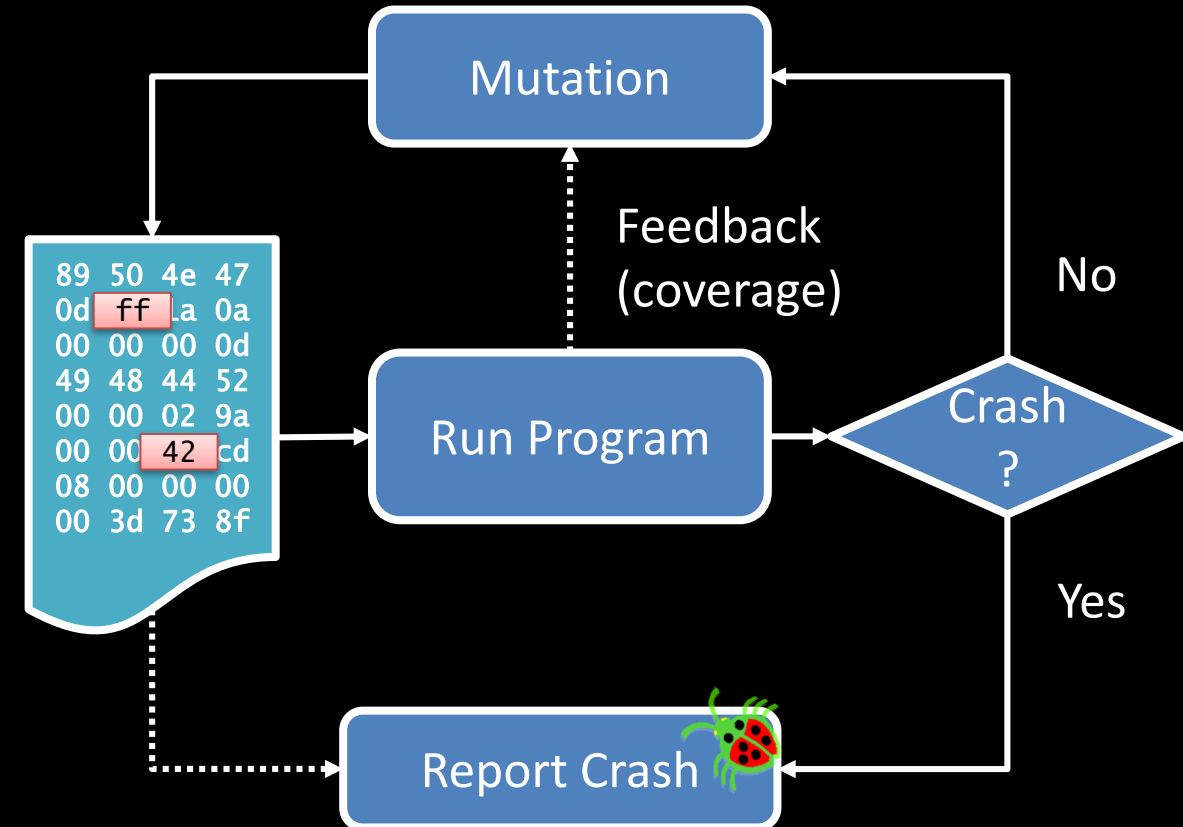 Mutation
Feedback
(coverage)
No
89 50 4e 47
0d ff 1a 0a
00 00 00 0d
49 48 44 52
00 00 02 9a
00 00 42 cd
08 00 00 00
00 3d 73 8f
Run Program
Crash
?
Yes
Report Crash